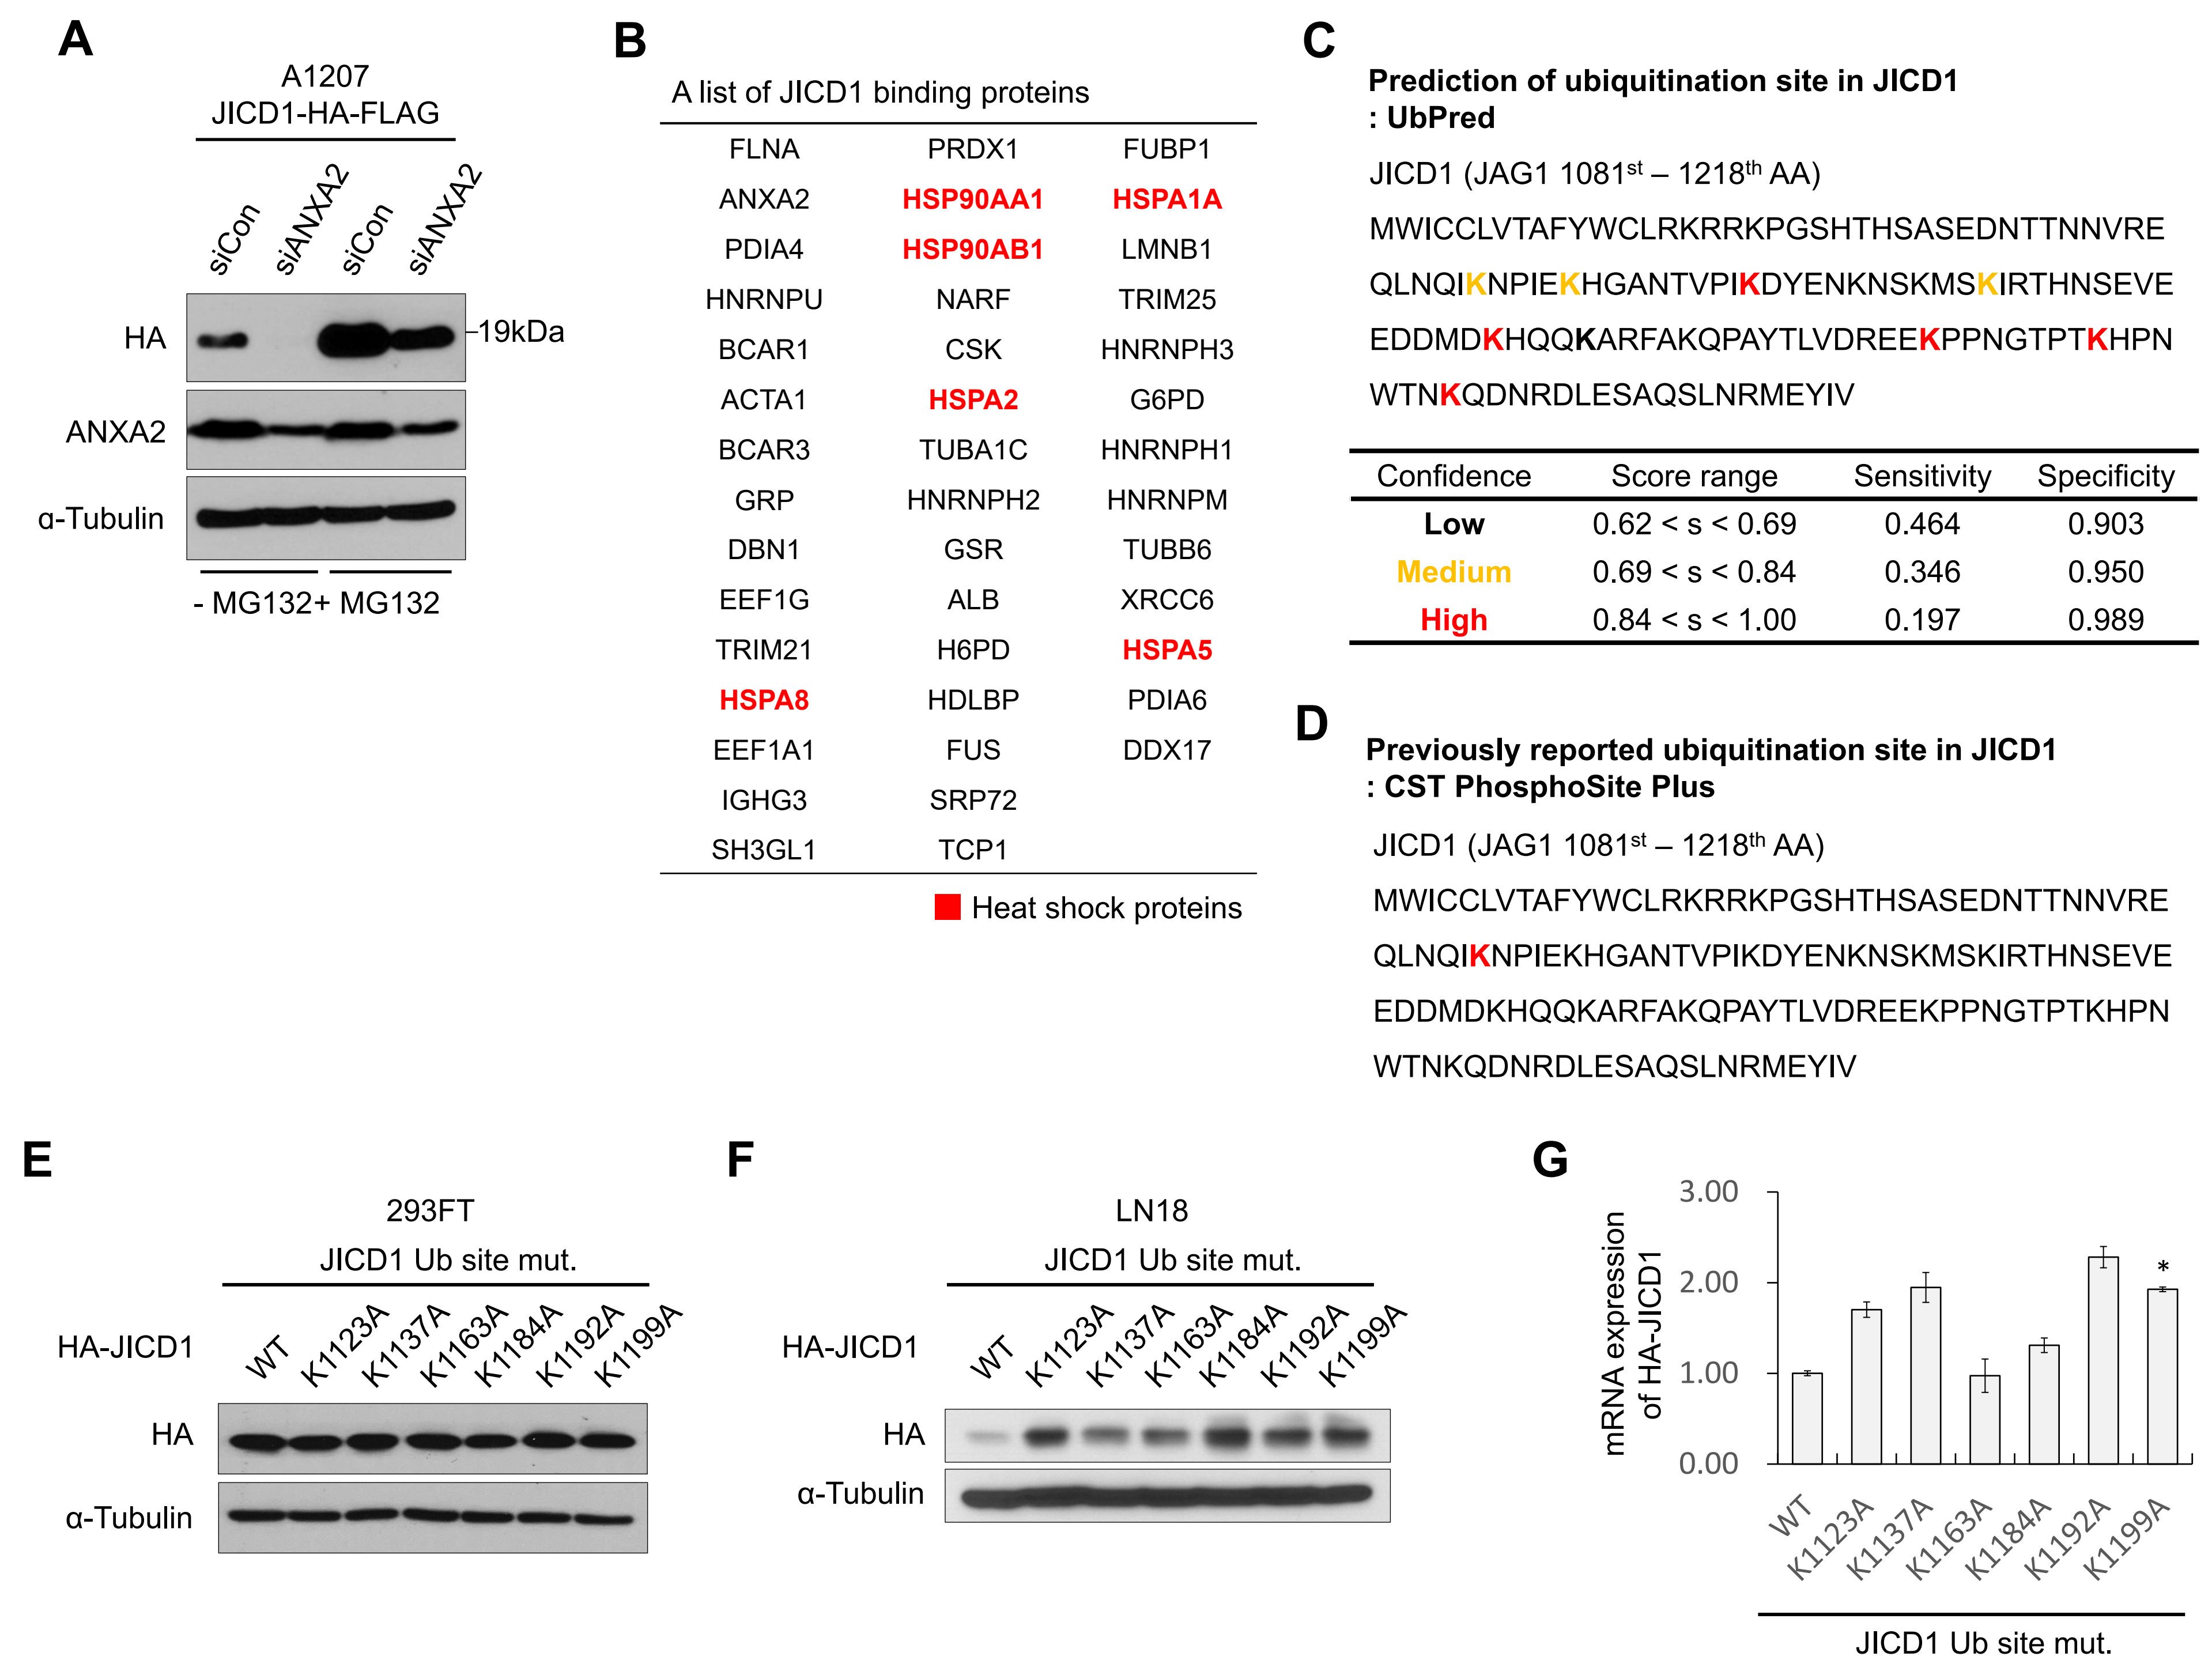 A
A1207
JICD1-HA-FLAG
siCon
siANXA2
siCon
siANXA2
HA
19kDa
ANXA2
α-Tubulin
- MG132+ MG132
B
A list of JICD1 binding proteins
FLNA PRDX1 FUBP1
ANXA2 HSP90AA1 HSPA1A
PDIA4 HSP90AB1 LMNB1
HNRNPU NARF TRIM25
BCAR1 CSK HNRNPH3
ACTA1 HSPA2 G6PD
BCAR3 TUBA1C HNRNPH1
GRP HNRNPH2 HNRNPM
DBN1 GSR TUBB6
EEF1G ALB XRCC6
TRIM21 H6PD HSPA5
HSPA8 HDLBP PDIA6
EEF1A1 FUS DDX17
IGHG3 SRP72
SH3GL1 TCP1
Heat shock proteins
C
Prediction of ubiquitination site in JICD1
: UbPred
JICD1 (JAG1 1081st – 1218th AA)
MWICCLVTAFYWCLRKRRKPGSHTHSASEDNTTNNVRE
QLNQIKNPIEKHGANTVPIKDYENKNSKMSKIRTHNSEVE
EDDMDKHQQKARFAKQPAYTLVDREEKPPNGTPTKHPN
WTNKQDNRDLESAQSLNRMEYIV
Confidence Score range Sensitivity Specificity
Low 0.62 < s < 0.69 0.464 0.903
Medium 0.69 < s < 0.84 0.346 0.950
High 0.84 < s < 1.00 0.197 0.989
D
Previously reported ubiquitination site in JICD1
: CST PhosphoSite Plus
JICD1 (JAG1 1081st – 1218th AA)
MWICCLVTAFYWCLRKRRKPGSHTHSASEDNTTNNVRE
QLNQIKNPIEKHGANTVPIKDYENKNSKMSKIRTHNSEVE
EDDMDKHQQKARFAKQPAYTLVDREEKPPNGTPTKHPN
WTNKQDNRDLESAQSLNRMEYIV
E
293FT
JICD1 Ub site mut.
HA-JICD1
WT
K1123A
K1137A
K1163A
K1184A
K1192A
K1199A
HA
α-Tubulin
F
LN18
JICD1 Ub site mut.
HA-JICD1
WT
K1123A
K1137A
K1163A
K1184A
K1192A
K1199A
HA
α-Tubulin
G
mRNA expression
of HA-JICD1
3.00
2.00
1.00
0.00
*
WT
K1123A
K1137A
K1163A
K1184A
K1192A
K1199A
JICD1 Ub site mut.